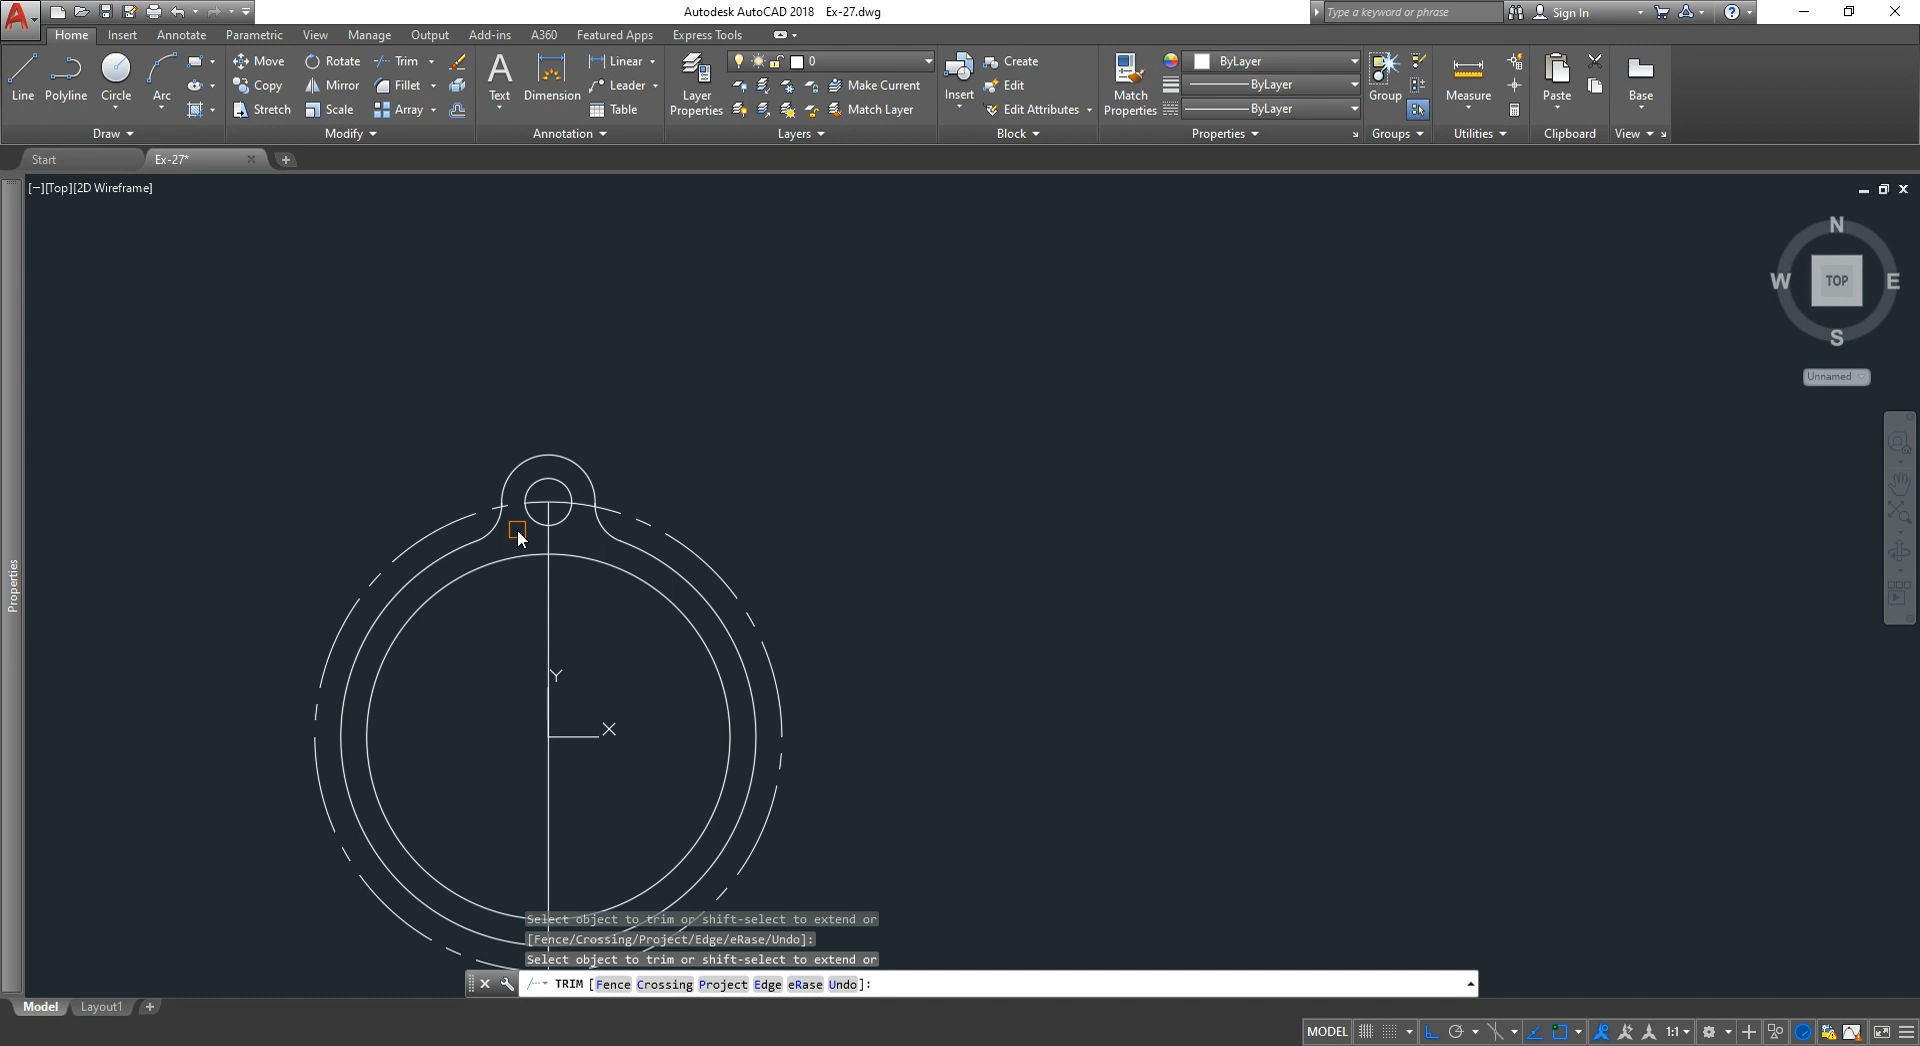 Autodesk AutoCAD 2018 Ex-27.dwg
Type a keyword or phrase
Sign In
Home Insert Annotate Parametric View Manage Output Add-ins A360 Featured Apps Express Tools
Line Polyline Circle Arc
Draw
Move Rotate Trim
Copy Mirror Fillet
Stretch Scale Array
Modify
Text Dimension
Linear
Leader
Table
Annotation
Layer Properties
0
Make Current
Match Layer
Layers
Insert
Create
Edit
Edit Attributes
Block
Match Properties
ByLayer
ByLayer
ByLayer
Properties
Group
Groups
Measure
Utilities
Paste
Clipboard
Base
View
Start Ex-27*
[−][Top][2D Wireframe]
N
W TOP E
S
Unnamed
Properties
Y
X
Select object to trim or shift-select to extend or
[Fence/Crossing/Project/Edge/eRase/Undo]:
Select object to trim or shift-select to extend or
TRIM [Fence Crossing Project Edge eRase Undo]:
Model Layout1
MODEL 1:1